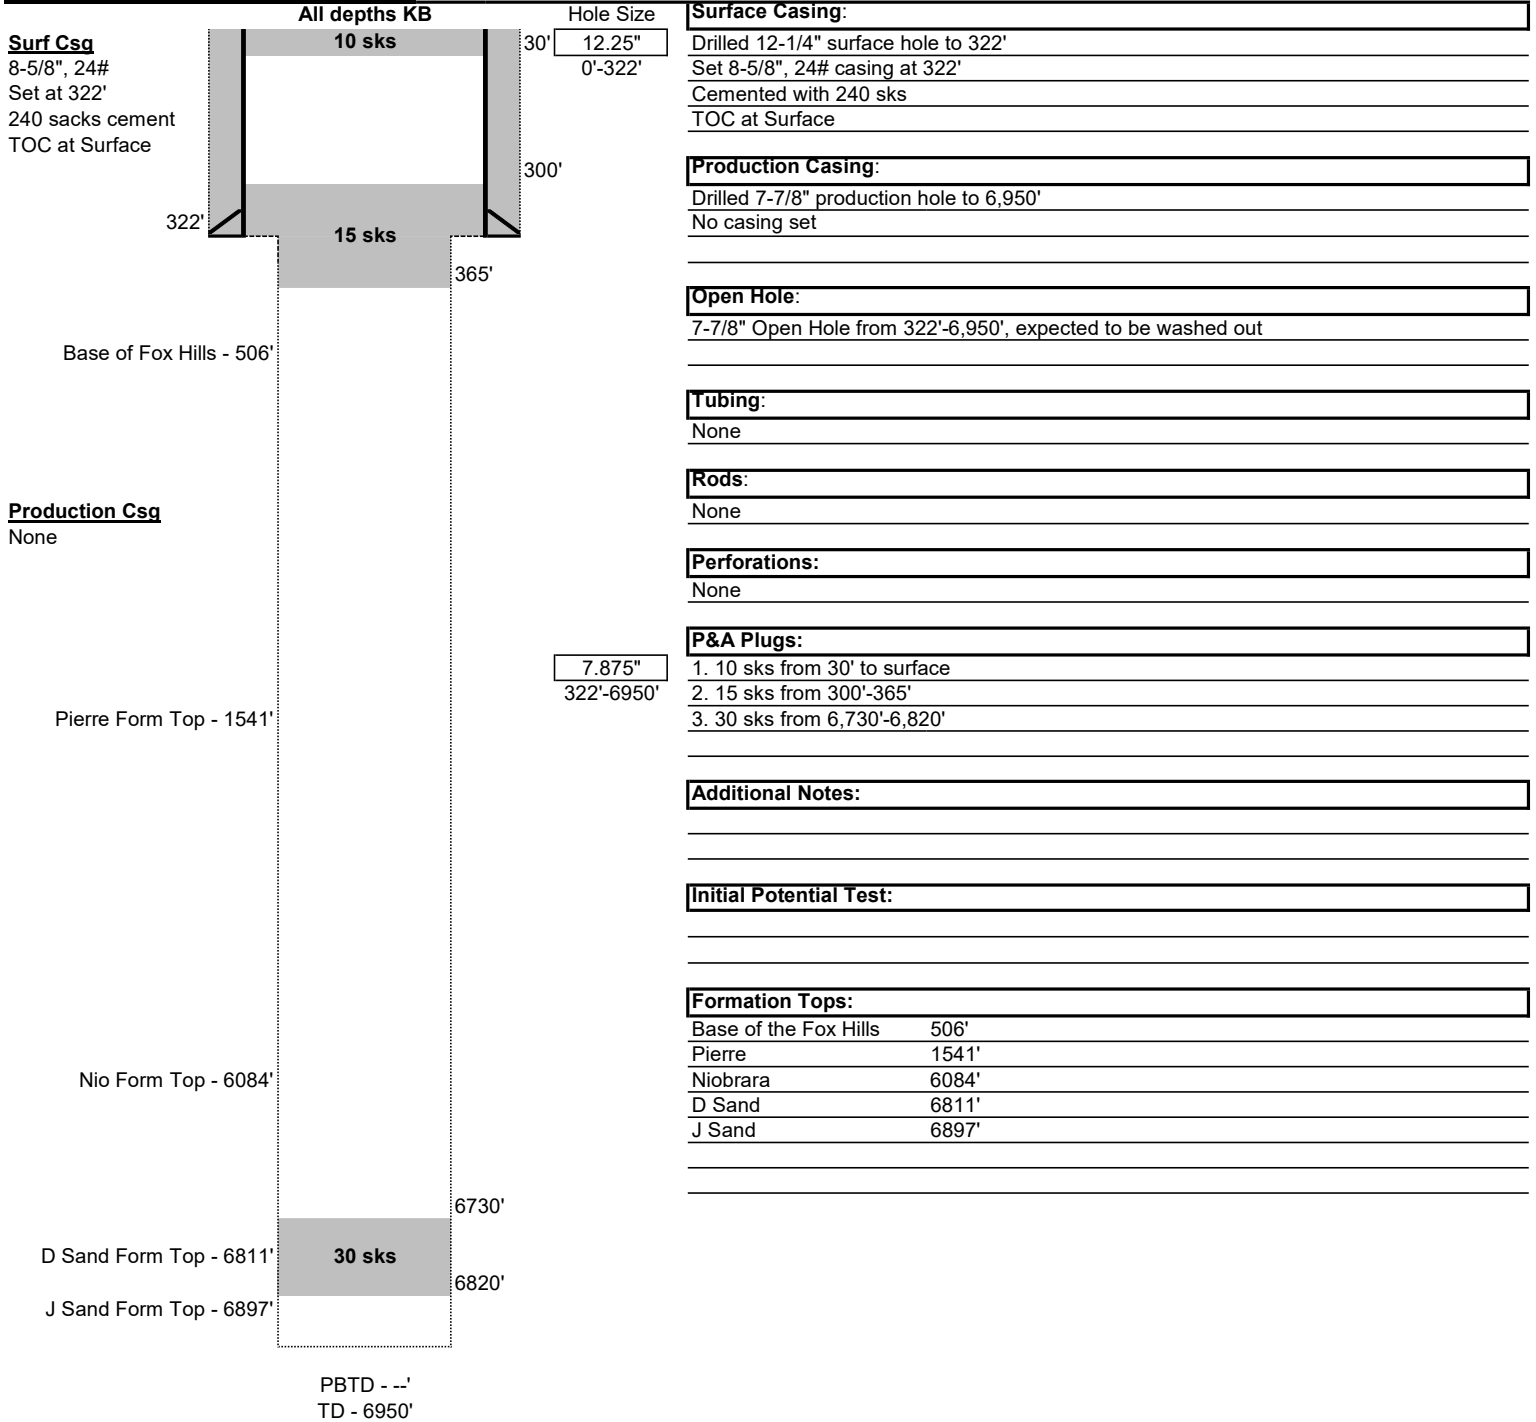 All depths KB
Hole Size
Surf Csg
8-5/8", 24#
Set at 322'
240 sacks cement
TOC at Surface
10 sks
30'
12.25"
0'-322'
300'
322'
15 sks
365'
Base of Fox Hills - 506'
Production Csg
None
7.875"
322'-6950'
Pierre Form Top - 1541'
Nio Form Top - 6084'
6730'
D Sand Form Top - 6811'
30 sks
6820'
J Sand Form Top - 6897'
PBTD - --'
TD - 6950'
Surface Casing:
Drilled 12-1/4" surface hole to 322'
Set 8-5/8", 24# casing at 322'
Cemented with 240 sks
TOC at Surface
Production Casing:
Drilled 7-7/8" production hole to 6,950'
No casing set
Open Hole:
7-7/8" Open Hole from 322'-6,950', expected to be washed out
Tubing:
None
Rods:
None
Perforations:
None
P&A Plugs:
1. 10 sks from 30' to surface
2. 15 sks from 300'-365'
3. 30 sks from 6,730'-6,820'
Additional Notes:
Initial Potential Test:
Formation Tops:
Base of the Fox Hills 506'
Pierre 1541'
Niobrara 6084'
D Sand 6811'
J Sand 6897'